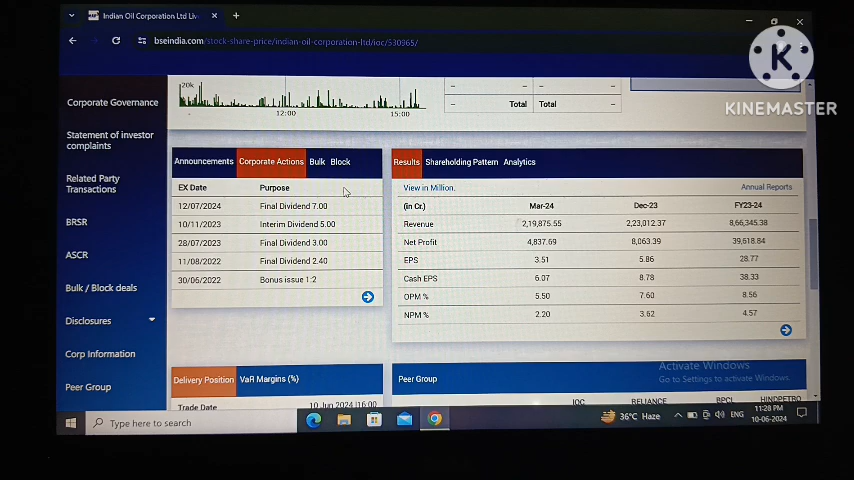 Indian Oil Corporation Ltd Liv
bseindia.com/stock-share-price/indian-oil-corporation-ltd/ioc/530965/
KINEMASTER
Corporate Governance
Statement of investor
complaints
Related Party
Transactions
BRSR
ASCR
Bulk / Block deals
Disclosures
Corp Information
Peer Group
20k
12:00 15:00
-- -- -- --
-- Total Total --
Announcements Corporate Actions Bulk Block
EX Date Purpose
12/07/2024 Final Dividend 7.00
10/11/2023 Interim Dividend 5.00
28/07/2023 Final Dividend 3.00
11/08/2022 Final Dividend 2.40
30/06/2022 Bonus issue 1:2
Results Shareholding Pattern Analytics
View in Million. Annual Reports
(in Cr.) Mar-24 Dec-23 FY23-24
Revenue 2,19,875.55 2,23,012.37 8,66,345.38
Net Profit 4,837.69 8,063.39 39,618.84
EPS 3.51 5.86 28.77
Cash EPS 6.07 8.78 38.33
OPM % 5.50 7.60 8.56
NPM % 2.20 3.62 4.57
Activate Windows
Go to Settings to activate Windows.
Delivery Position VaR Margins (%)
Trade Date 10 Jun 2024 |16:00
Peer Group
IOC RELIANCE BPCL HINDPETRO
Type here to search
36°C Haze
ENG
11:28 PM
10-06-2024